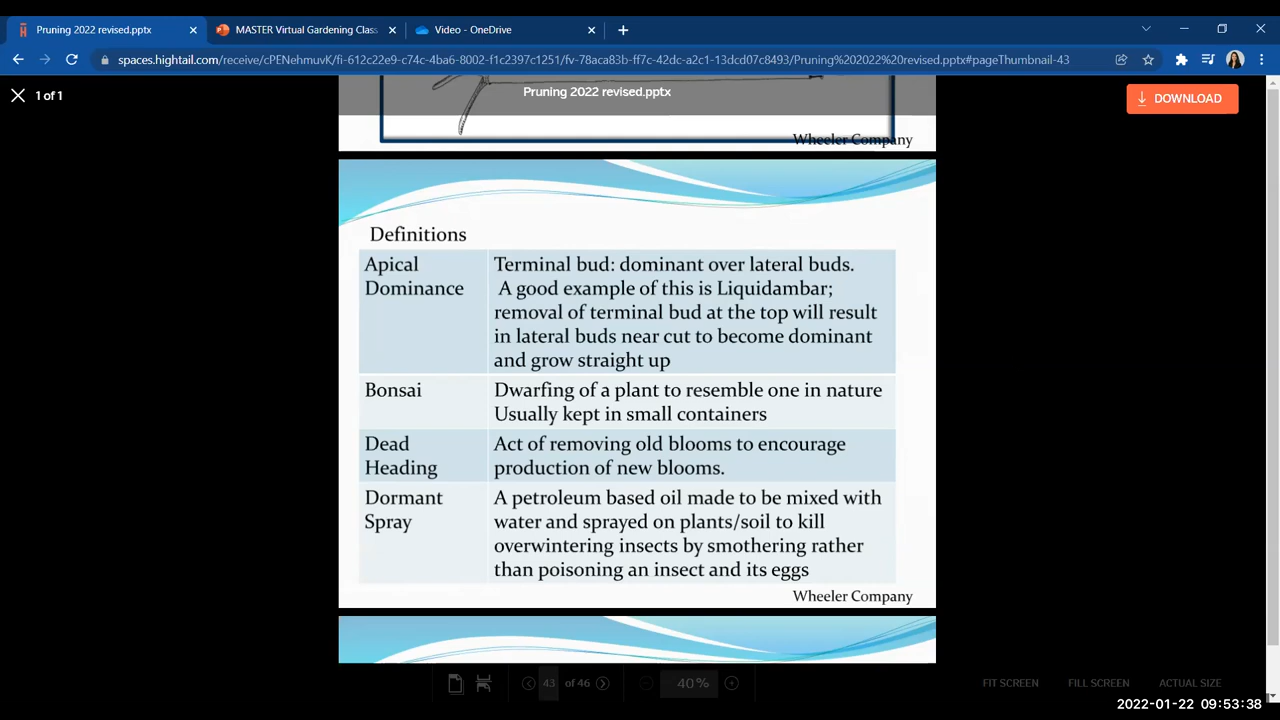 Pruning 2022 revised.pptx
MASTER Virtual Gardening Class
Video - OneDrive
spaces.hightail.com/receive/cPENehmuvK/fi-612c22e9-c74c-4ba6-8002-f1c2397c1251/fv-78aca83b-ff7c-42dc-a2c1-13dcd07c8493/Pruning%202022%20revised.pptx#pageThumbnail-43
1 of 1
Pruning 2022 revised.pptx
DOWNLOAD
Wheeler Company
Definitions
Apical
Dominance
Terminal bud: dominant over lateral buds.
A good example of this is Liquidambar;
removal of terminal bud at the top will result
in lateral buds near cut to become dominant
and grow straight up
Bonsai
Dwarfing of a plant to resemble one in nature
Usually kept in small containers
Dead
Heading
Act of removing old blooms to encourage
production of new blooms.
Dormant
Spray
A petroleum based oil made to be mixed with
water and sprayed on plants/soil to kill
overwintering insects by smothering rather
than poisoning an insect and its eggs
Wheeler Company
43 of 46
40%
FIT SCREEN
FILL SCREEN
ACTUAL SIZE
2022-01-22 09:53:38